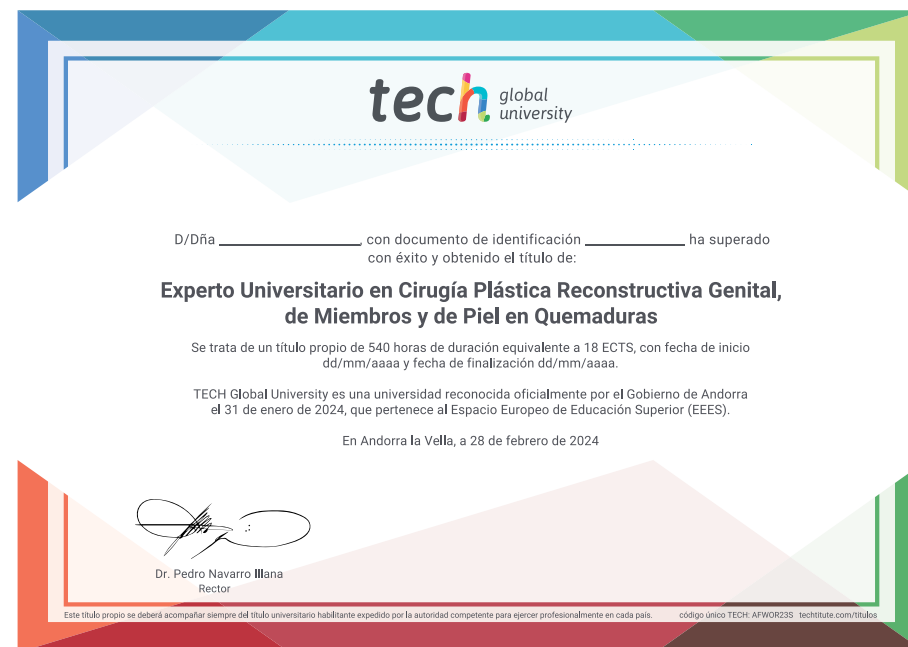 tech global university
D/Dña ________________, con documento de identificación ____________ ha superado
con éxito y obtenido el título de:
Experto Universitario en Cirugía Plástica Reconstructiva Genital,
de Miembros y de Piel en Quemaduras
Se trata de un título propio de 540 horas de duración equivalente a 18 ECTS, con fecha de inicio
dd/mm/aaaa y fecha de finalización dd/mm/aaaa.
TECH Global University es una universidad reconocida oficialmente por el Gobierno de Andorra
el 31 de enero de 2024, que pertenece al Espacio Europeo de Educación Superior (EEES).
En Andorra la Vella, a 28 de febrero de 2024
Dr. Pedro Navarro Illana
Rector
Este título propio se deberá acompañar siempre del título universitario habilitante expedido por la autoridad competente para ejercer profesionalmente en cada país. código único TECH: AFWOR23S techtitute.com/titulos